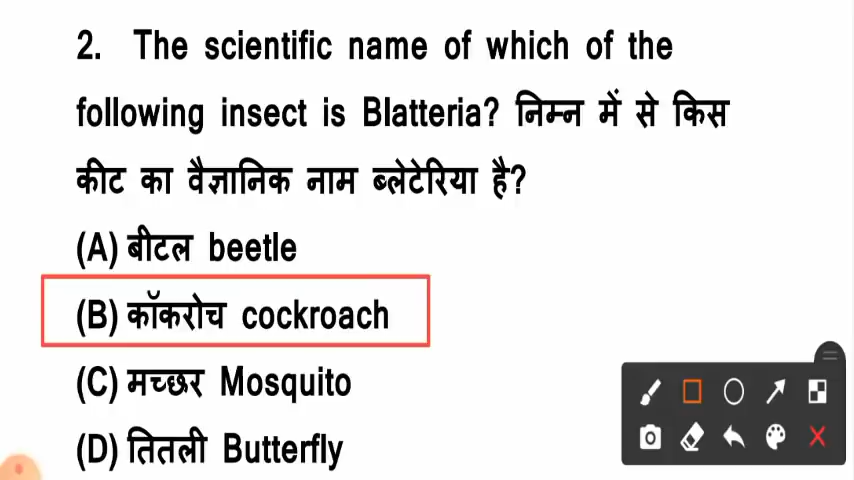 2. The scientific name of which of the
following insect is Blatteria? निम्न में से किस
कीट का वैज्ञानिक नाम ब्लेटेरिया है?
(A) बीटल beetle
(B) कॉकरोच cockroach
(C) मच्छर Mosquito
(D) तितली Butterfly